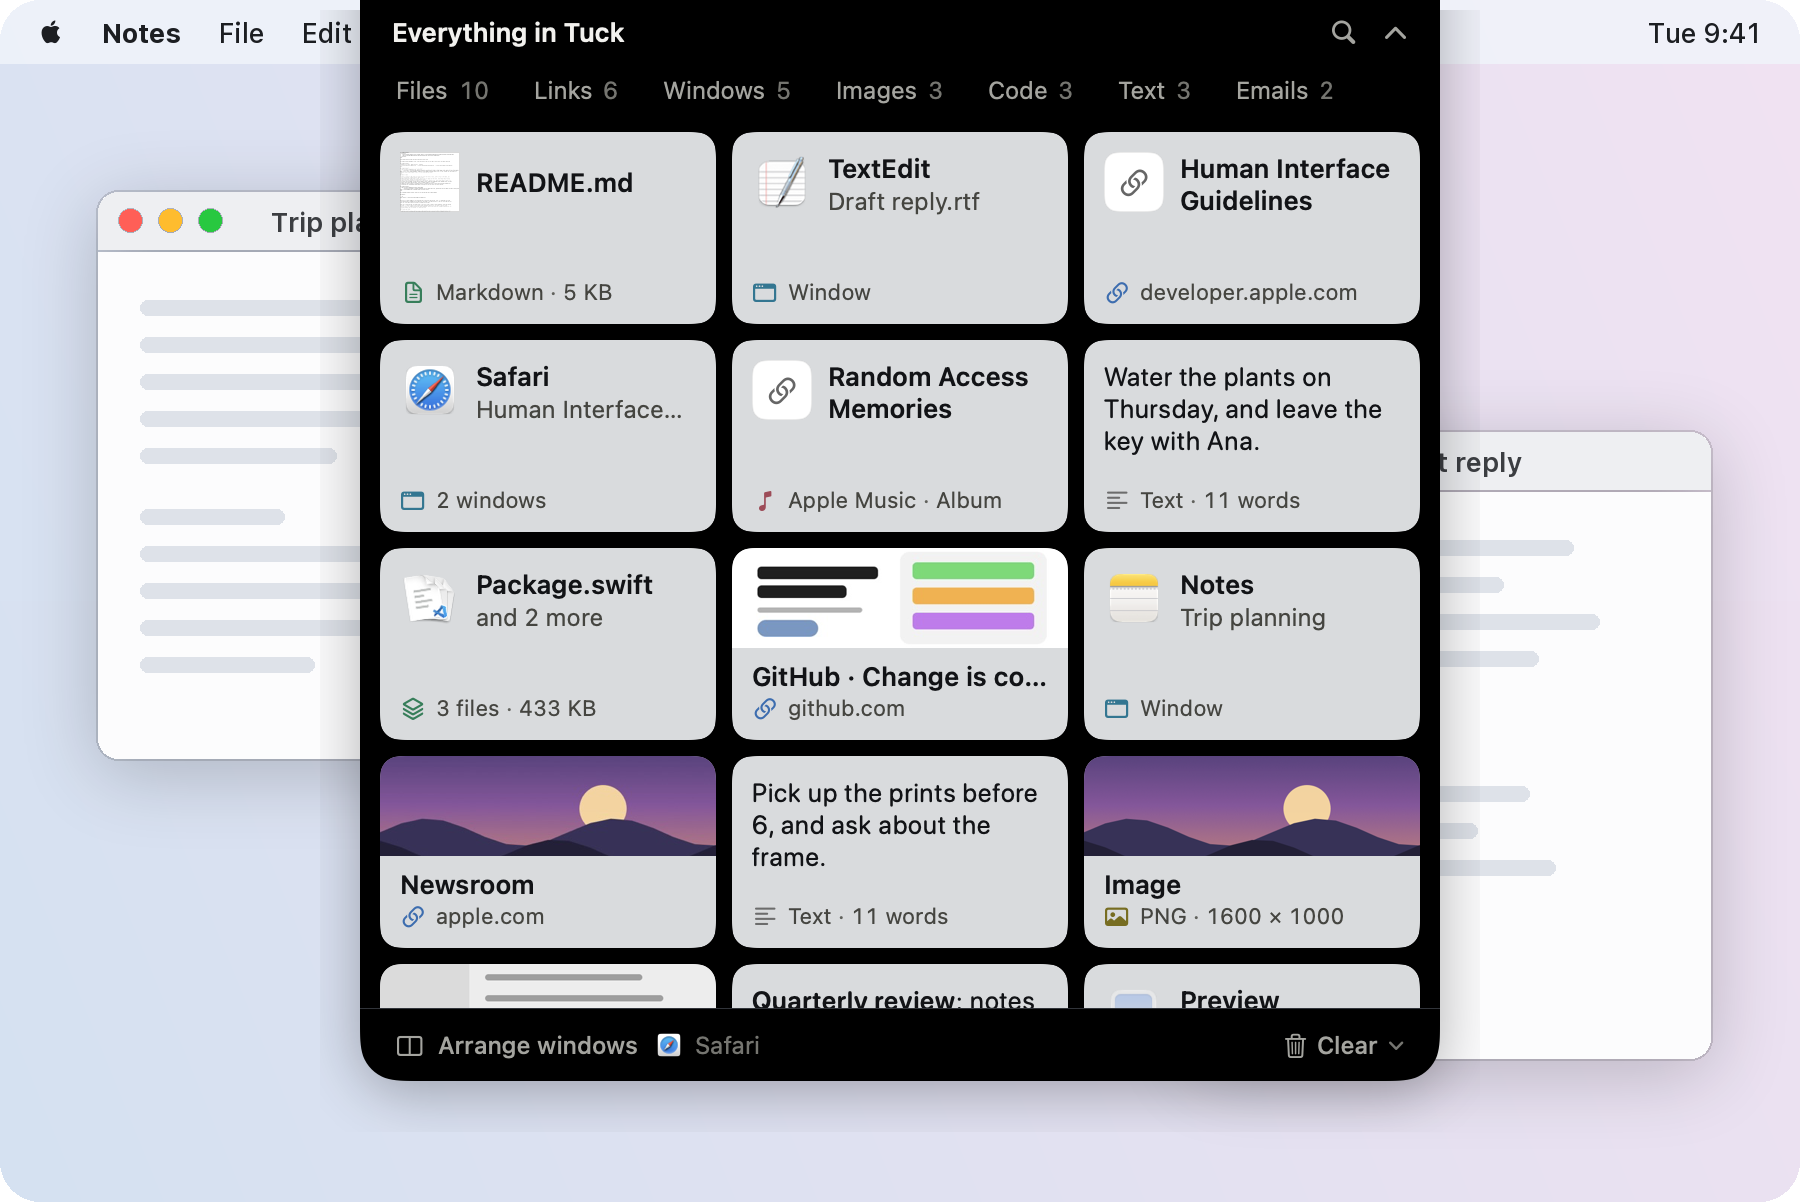 Notes File Edit
Tue 9:41
Everything in Tuck
Files 10 Links 6 Windows 5 Images 3 Code 3 Text 3 Emails 2
Trip pla
t reply
README.md
Markdown · 5 KB
TextEdit
Draft reply.rtf
Window
Human Interface
Guidelines
developer.apple.com
Safari
Human Interface...
2 windows
Random Access
Memories
Apple Music · Album
Water the plants on
Thursday, and leave the
key with Ana.
Text · 11 words
Package.swift
and 2 more
3 files · 433 KB
GitHub · Change is co...
github.com
Notes
Trip planning
Window
Newsroom
apple.com
Pick up the prints before
6, and ask about the
frame.
Text · 11 words
Image
PNG · 1600 × 1000
Quarterly review: notes
Preview
Arrange windows Safari
Clear